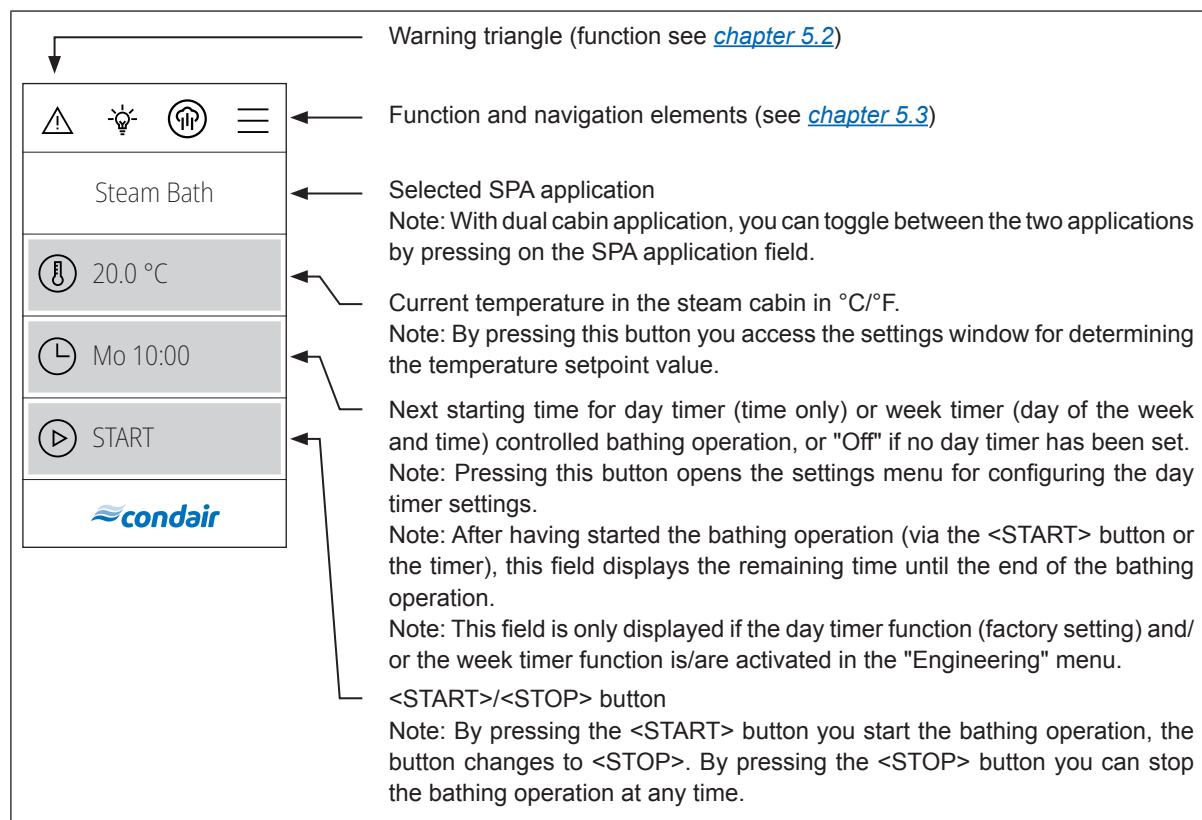 Warning triangle (function see chapter 5.2)
Function and navigation elements (see chapter 5.3)
Steam Bath
Selected SPA application
Note: With dual cabin application, you can toggle between the two applications
by pressing on the SPA application field.
20.0 °C
Current temperature in the steam cabin in °C/°F.
Note: By pressing this button you access the settings window for determining
the temperature setpoint value.
Mo 10:00
Next starting time for day timer (time only) or week timer (day of the week
and time) controlled bathing operation, or "Off" if no day timer has been set.
Note: Pressing this button opens the settings menu for configuring the day
timer settings.
Note: After having started the bathing operation (via the <START> button or
the timer), this field displays the remaining time until the end of the bathing
operation.
Note: This field is only displayed if the day timer function (factory setting) and/
or the week timer function is/are activated in the "Engineering" menu.
START
<START>/<STOP> button
Note: By pressing the <START> button you start the bathing operation, the
button changes to <STOP>. By pressing the <STOP> button you can stop
the bathing operation at any time.
condair